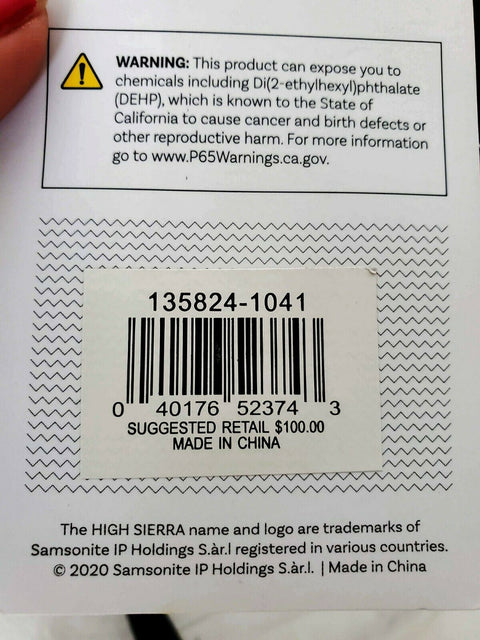 WARNING: This product can expose you to
chemicals including Di(2-ethylhexyl)phthalate
(DEHP), which is known to the State of
California to cause cancer and birth defects or
other reproductive harm. For more information
go to www.P65Warnings.ca.gov.
135824-1041
0 40176 52374 3
SUGGESTED RETAIL $100.00
MADE IN CHINA
The HIGH SIERRA name and logo are trademarks of
Samsonite IP Holdings S.àr.l registered in various countries.
© 2020 Samsonite IP Holdings S.àr.l. | Made in China